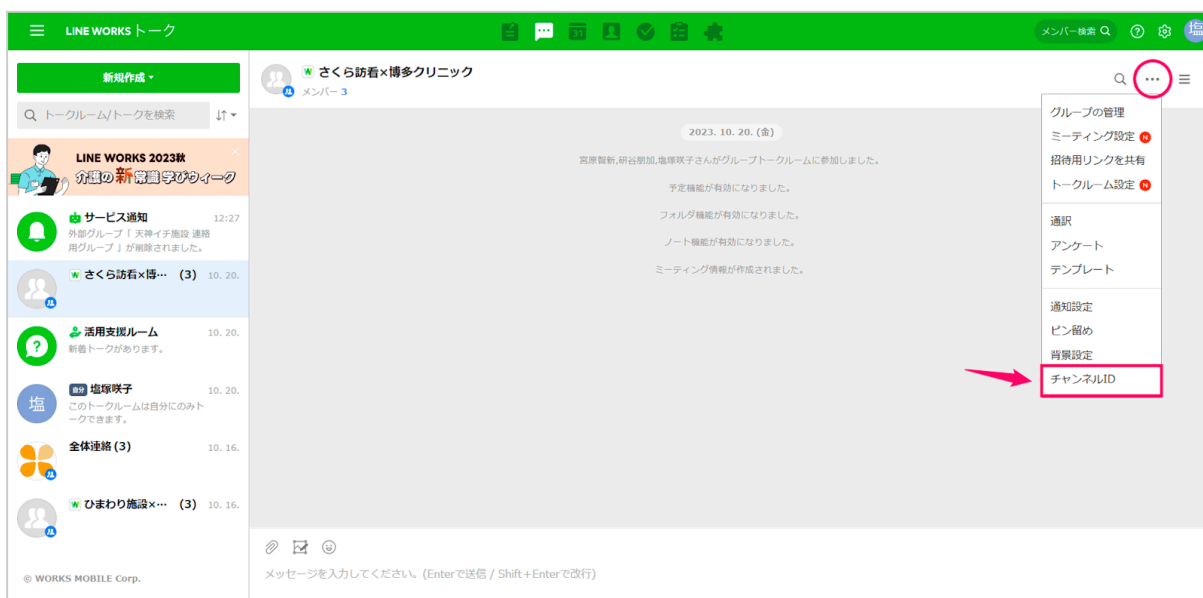 LINE WORKS トーク
31
メンバー検索
塩
新規作成
トークルーム/トークを検索
LINE WORKS 2023秋
介護の新常識学びウィーク
サービス通知 12:27
外部グループ「 天神イチ施設 連絡
用グループ 」が削除されました。
W さくら訪看×博… (3) 10. 20.
活用支援ルーム 10. 20.
新着トークがあります。
塩
自分 塩塚咲子 10. 20.
このトークルームは自分にのみト
ークできます。
全体連絡 (3) 10. 16.
W ひまわり施設×… (3) 10. 16.
© WORKS MOBILE Corp.
W さくら訪看×博多クリニック
メンバー 3
2023. 10. 20. (金)
宮原賢新,研谷朋加,塩塚咲子さんがグループトークルームに参加しました。
予定機能が有効になりました。
フォルダ機能が有効になりました。
ノート機能が有効になりました。
ミーティング情報が作成されました。
グループの管理
ミーティング設定 N
招待用リンクを共有
トークルーム設定 N
通訳
アンケート
テンプレート
通知設定
ピン留め
背景設定
チャンネルID
メッセージを入力してください。(Enterで送信 / Shift+Enterで改行)